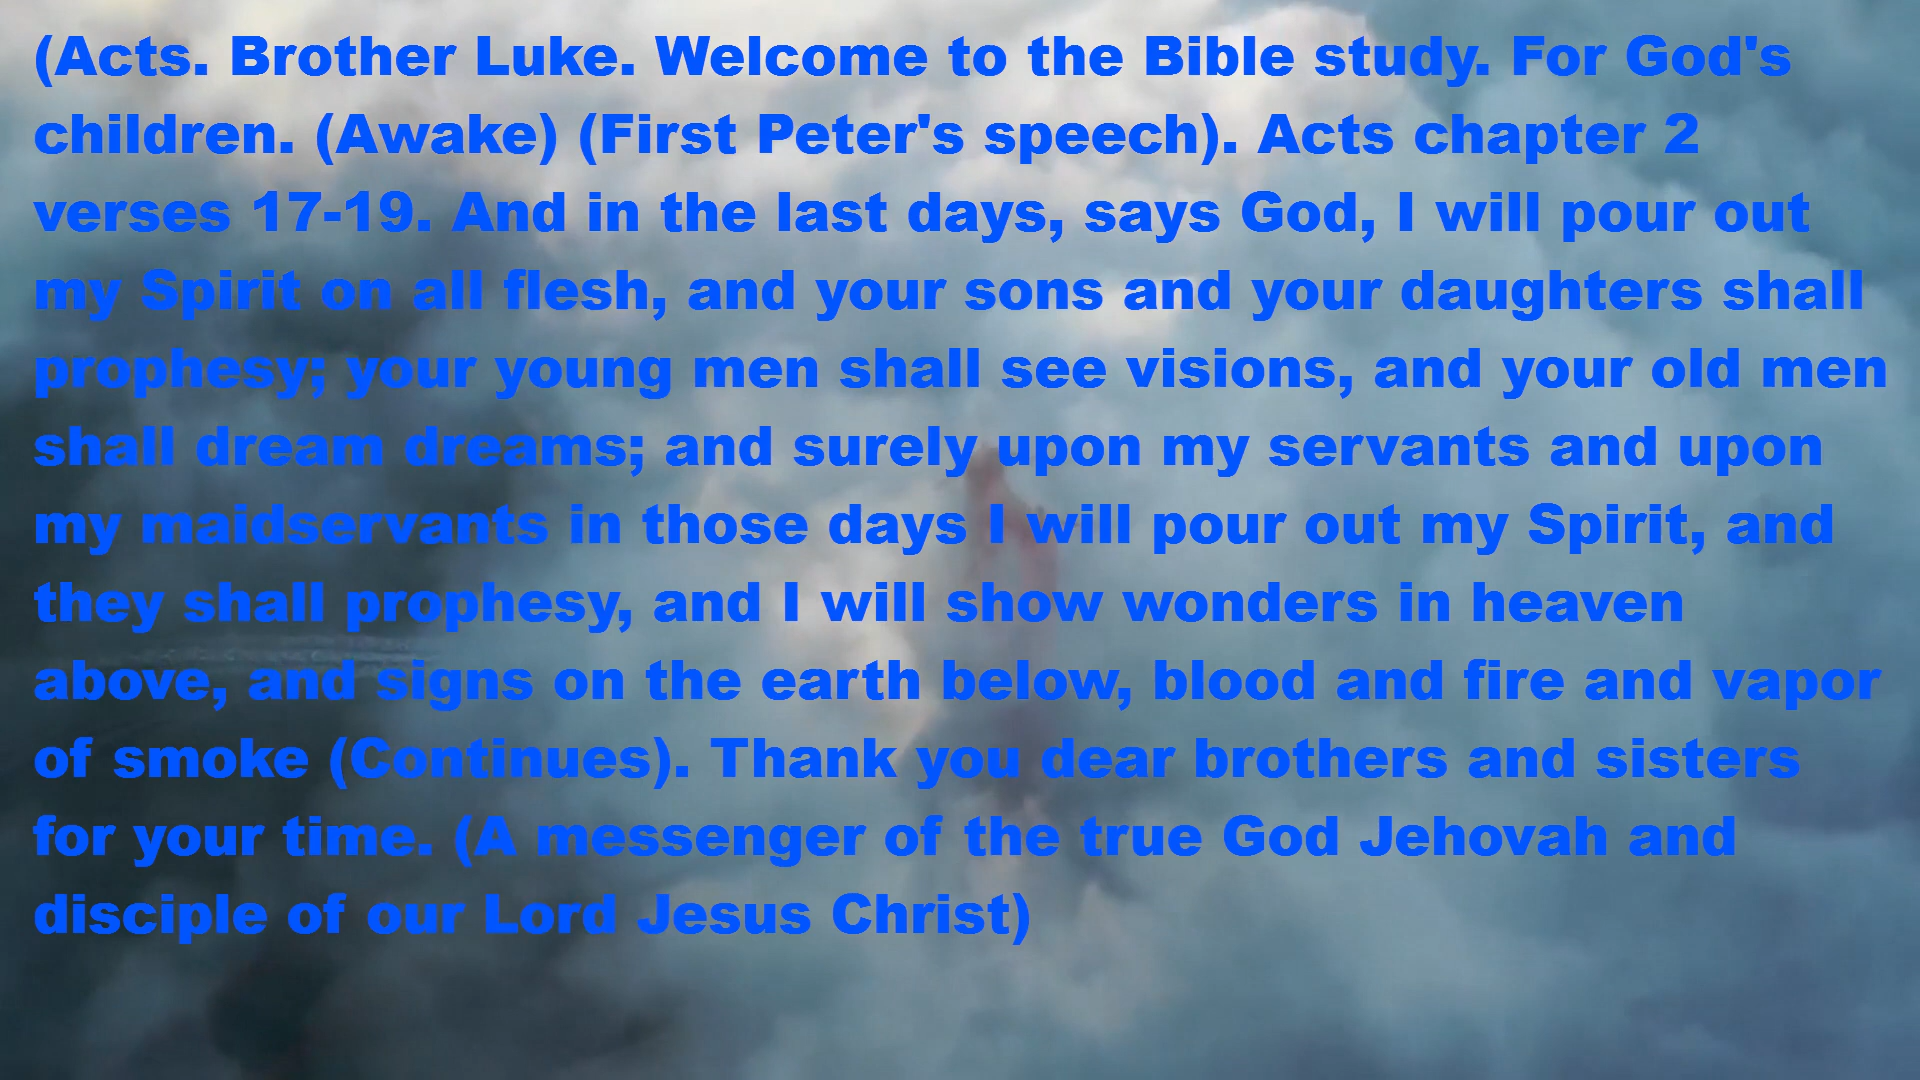 (Acts. Brother Luke. Welcome to the Bible study. For God's
children. (Awake) (First Peter's speech). Acts chapter 2
verses 17-19. And in the last days, says God, I will pour out
my Spirit on all flesh, and your sons and your daughters shall
prophesy; your young men shall see visions, and your old men
shall dream dreams; and surely upon my servants and upon
my maidservants in those days I will pour out my Spirit, and
they shall prophesy, and I will show wonders in heaven
above, and signs on the earth below, blood and fire and vapor
of smoke (Continues). Thank you dear brothers and sisters
for your time. (A messenger of the true God Jehovah and
disciple of our Lord Jesus Christ)